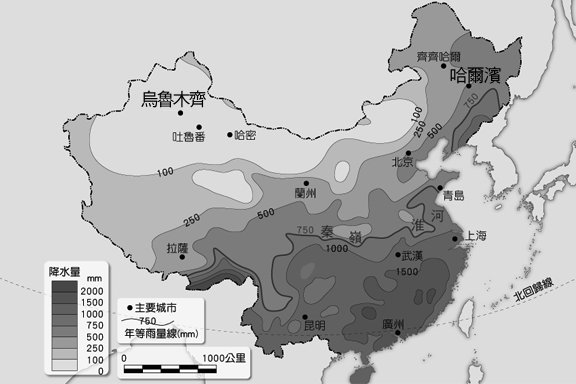 齊齊哈爾
哈爾濱
烏魯木齊
750
吐魯番
哈密
100
250
500
北京
100
蘭州
青島
250
500
750
秦嶺
淮河
1000
上海
拉薩
武漢
1500
降水量 mm
2000
1500
1000
750
500
250
100
0
主要城市
750
年等雨量線(mm)
0 1000公里
昆明
廣州
北回歸線